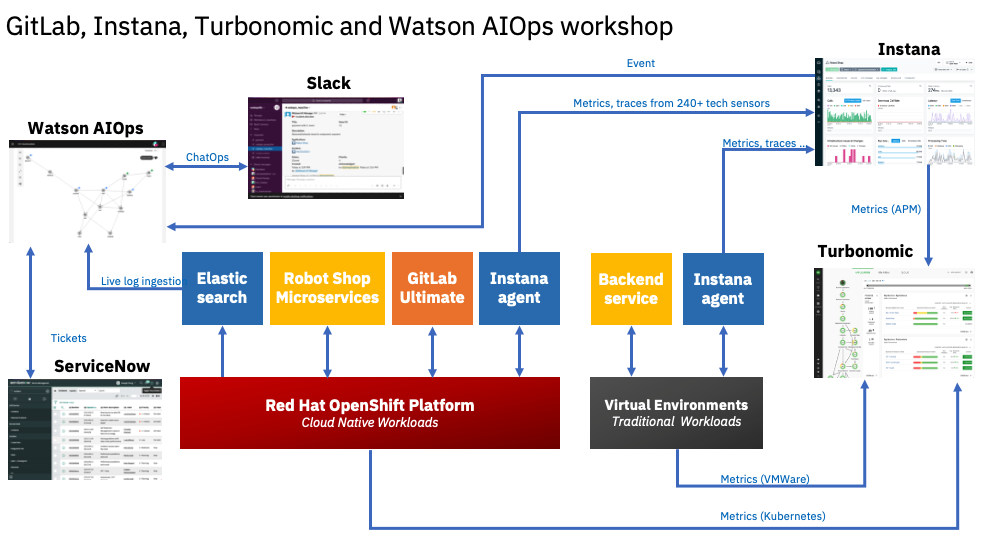 GitLab, Instana, Turbonomic and Watson AIOps workshop
Instana
Event
Slack
Metrics, traces from 240+ tech sensors
Watson AIOps
Metrics, traces ..
ChatOps
Metrics (APM)
Turbonomic
Live log ingestion
Elastic
search
Robot Shop
Microservices
GitLab
Ultimate
Instana
agent
Backend
service
Instana
agent
Tickets
ServiceNow
Red Hat OpenShift Platform
Cloud Native Workloads
Virtual Environments
Traditional Workloads
Metrics (VMWare)
Metrics (Kubernetes)